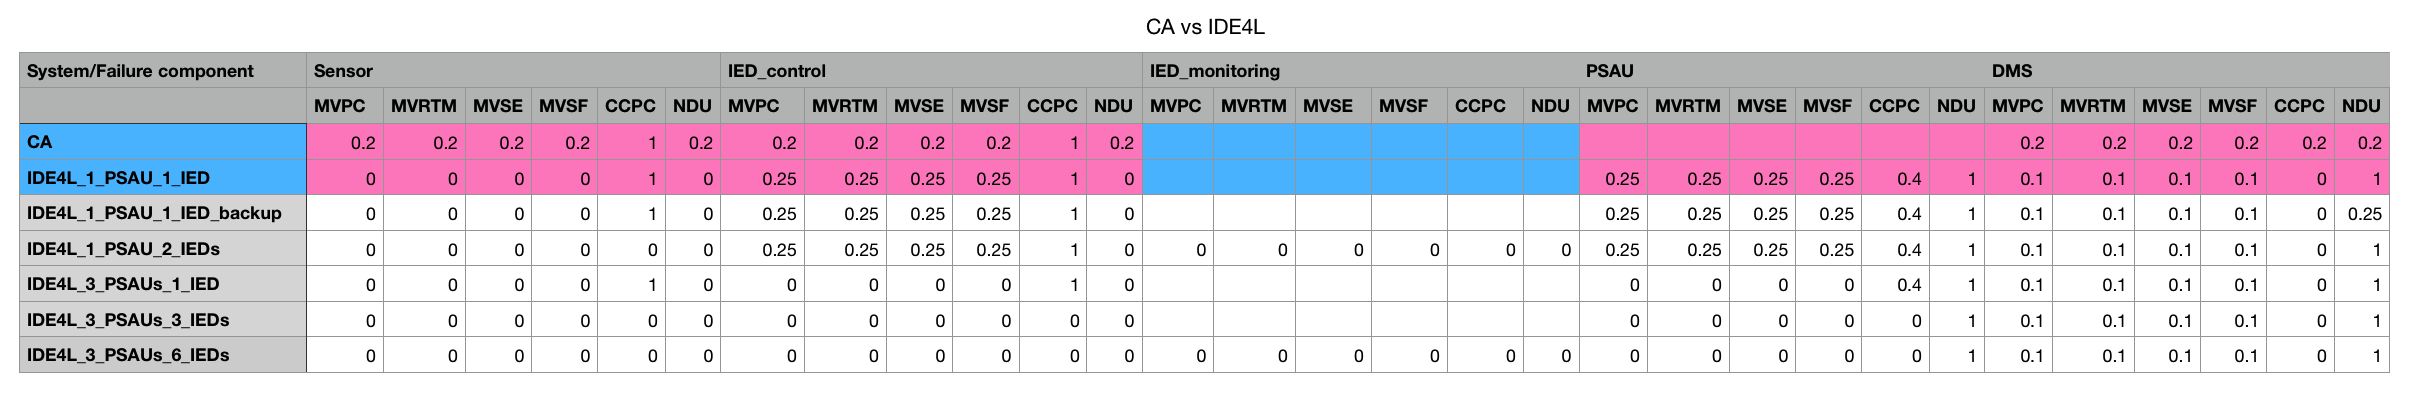 CA vs IDE4L
System/Failure component Sensor IED_control IED_monitoring PSAU DMS
MVPC MVRTM MVSE MVSF CCPC NDU MVPC MVRTM MVSE MVSF CCPC NDU MVPC MVRTM MVSE MVSF CCPC NDU MVPC MVRTM MVSE MVSF CCPC NDU MVPC MVRTM MVSE MVSF CCPC NDU
CA 0.2 0.2 0.2 0.2 1 0.2 0.2 0.2 0.2 0.2 1 0.2 0.2 0.2 0.2 0.2 0.2 0.2
IDE4L_1_PSAU_1_IED 0 0 0 0 1 0 0.25 0.25 0.25 0.25 1 0 0.25 0.25 0.25 0.25 0.4 1 0.1 0.1 0.1 0.1 0 1
IDE4L_1_PSAU_1_IED_backup 0 0 0 0 1 0 0.25 0.25 0.25 0.25 1 0 0.25 0.25 0.25 0.25 0.4 1 0.1 0.1 0.1 0.1 0 0.25
IDE4L_1_PSAU_2_IEDs 0 0 0 0 0 0 0.25 0.25 0.25 0.25 1 0 0 0 0 0 0 0 0.25 0.25 0.25 0.25 0.4 1 0.1 0.1 0.1 0.1 0 1
IDE4L_3_PSAUs_1_IED 0 0 0 0 1 0 0 0 0 0 1 0 0 0 0 0 0.4 1 0.1 0.1 0.1 0.1 0 1
IDE4L_3_PSAUs_3_IEDs 0 0 0 0 0 0 0 0 0 0 0 0 0 0 0 0 0 1 0.1 0.1 0.1 0.1 0 1
IDE4L_3_PSAUs_6_IEDs 0 0 0 0 0 0 0 0 0 0 0 0 0 0 0 0 0 0 0 0 0 0 0 1 0.1 0.1 0.1 0.1 0 1